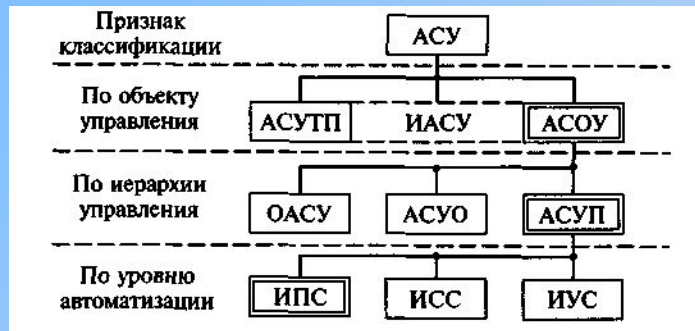 Признак
классификации
АСУ
По объекту
управления
АСУТП ИАСУ АСОУ
По иерархии
управления
ОАСУ АСУО АСУП
По уровню
автоматизации
ИПС ИСС ИУС